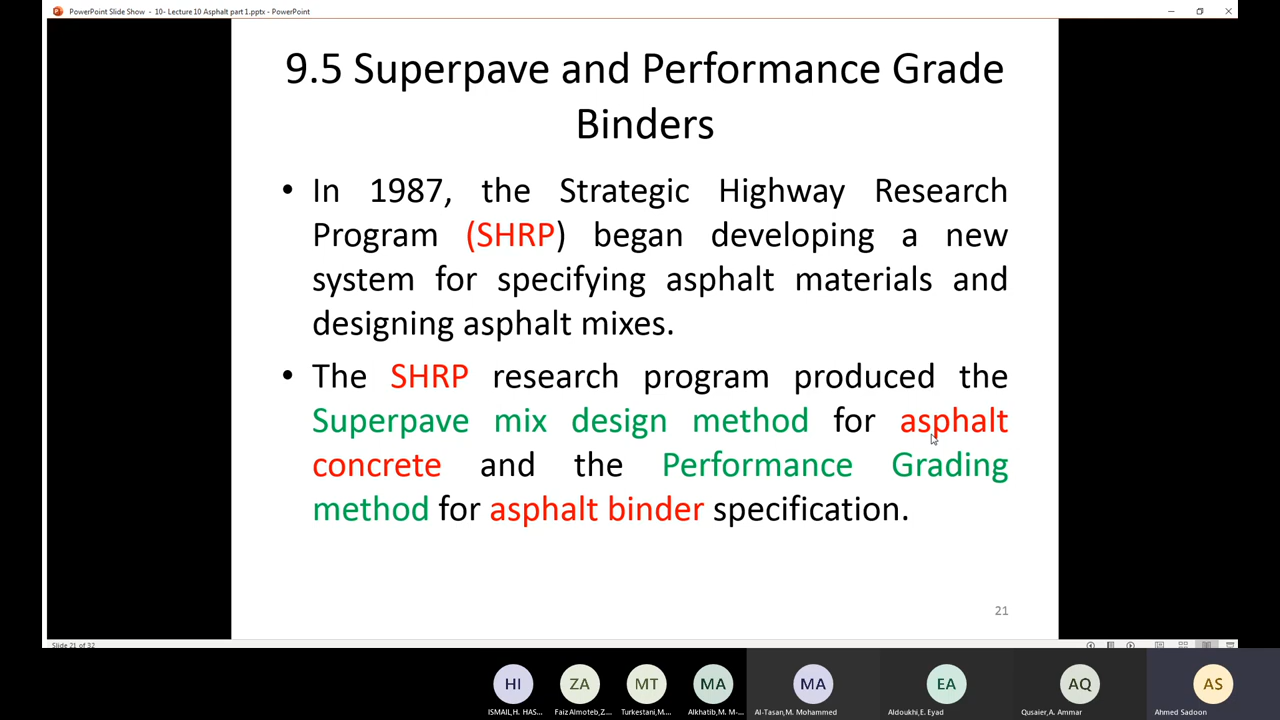 PowerPoint Slide Show - 10- Lecture 10 Asphalt part 1.pptx - PowerPoint
9.5 Superpave and Performance Grade
Binders
• In 1987, the Strategic Highway Research
Program (SHRP) began developing a new
system for specifying asphalt materials and
designing asphalt mixes.
• The SHRP research program produced the
Superpave mix design method for asphalt
concrete and the Performance Grading
method for asphalt binder specification.
21
Slide 21 of 32
HI ZA MT MA MA EA AQ AS
ISMAIL,H. HAS... Faiz Almoteb,Z... Turkestani,M.... Alkhatib,M. M-... Al-Tasan,M. Mohammed Aldoukhi,E. Eyad Qusaier,A. Ammar Ahmed Sadoon